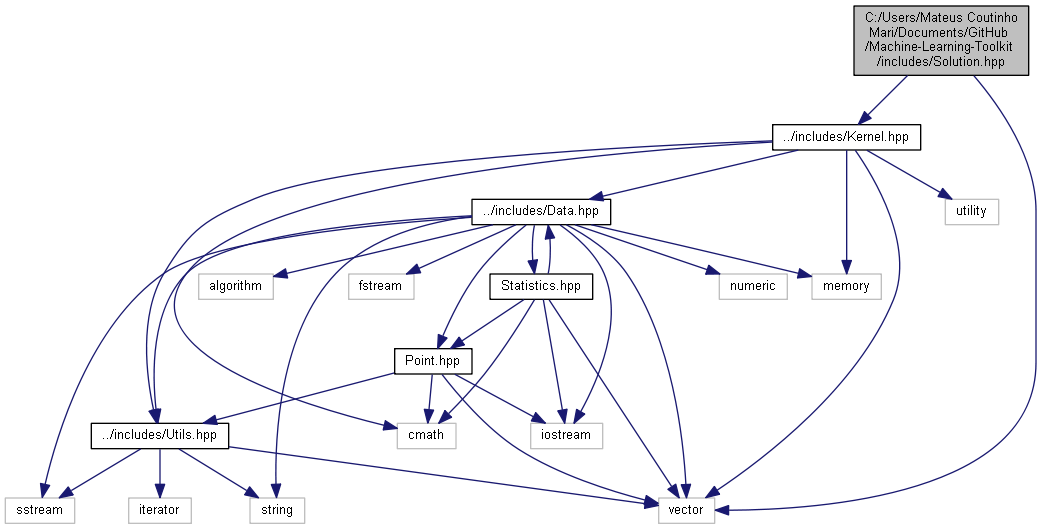 C:/Users/Mateus Coutinho
Mari/Documents/GitHub
/Machine-Learning-Toolkit
/includes/Solution.hpp
../includes/Kernel.hpp
../includes/Data.hpp
utility
algorithm
fstream
Statistics.hpp
numeric
memory
Point.hpp
../includes/Utils.hpp
cmath
iostream
sstream
iterator
string
vector